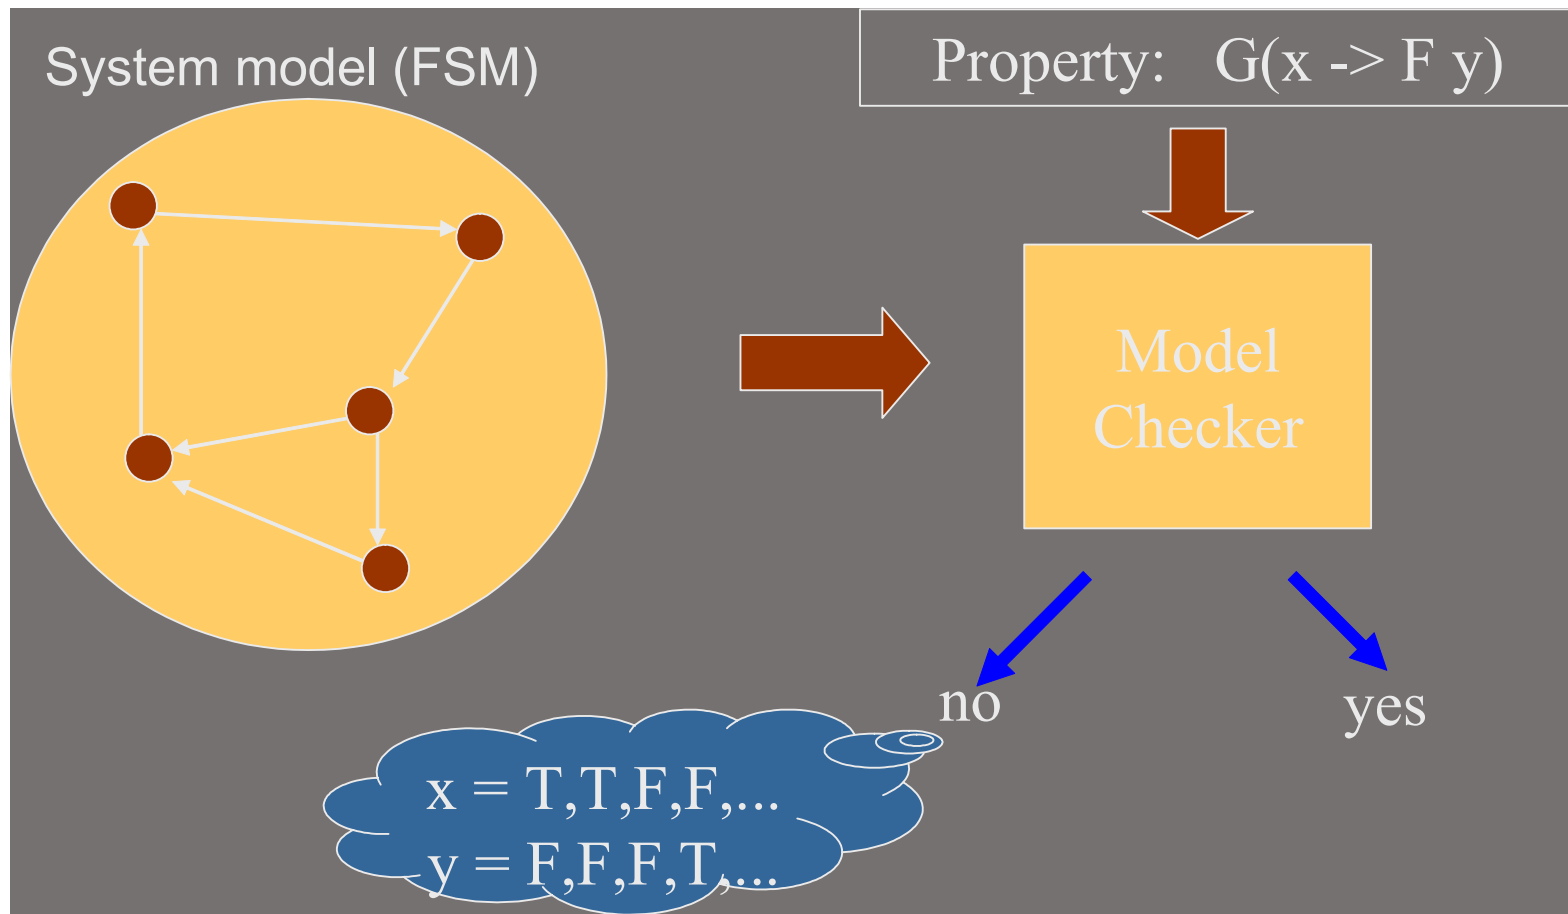 System model (FSM)
Property: G(x -> F y)
Model
Checker
no
yes
x = T,T,F,F,...
y = F,F,F,T,...